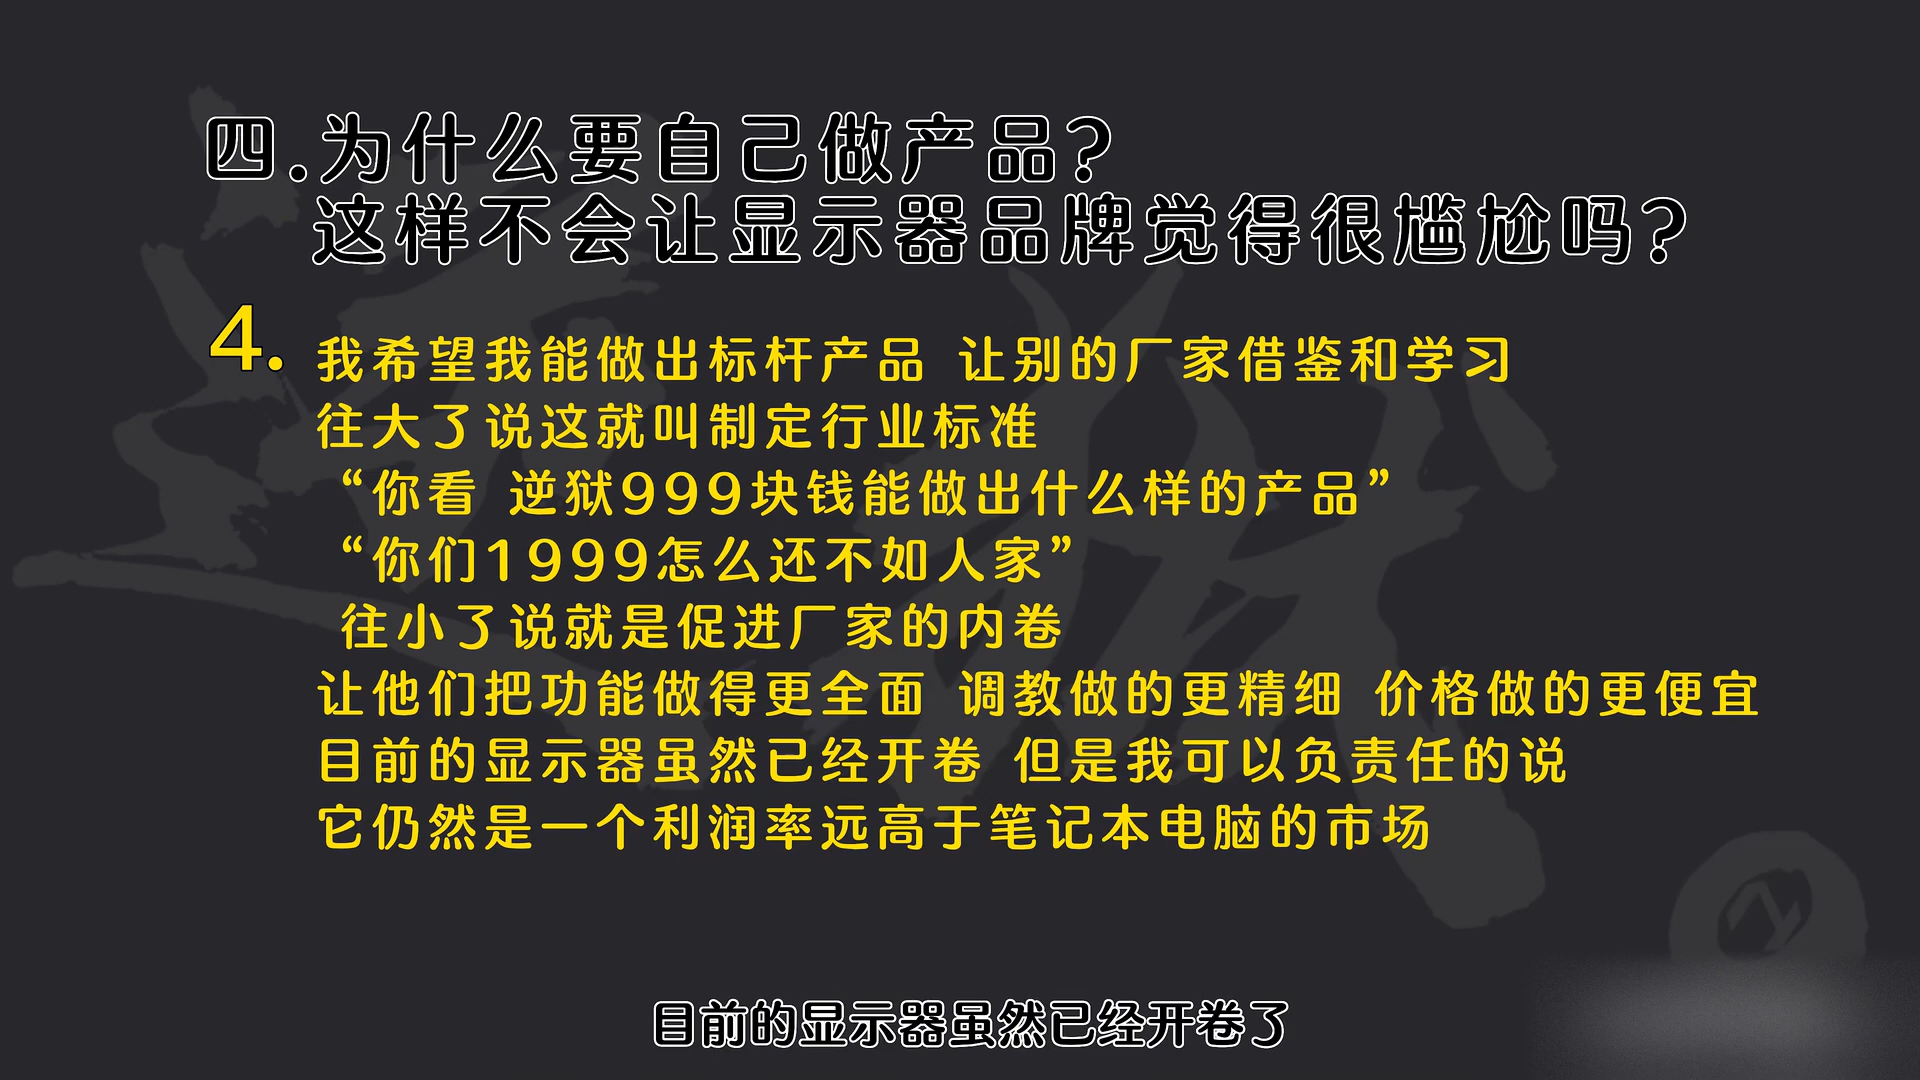 四.为什么要自己做产品?
这样不会让显示器品牌觉得很尴尬吗?
4. 我希望我能做出标杆产品 让别的厂家借鉴和学习
往大了说这就叫制定行业标准
“你看 逆狱999块钱能做出什么样的产品”
“你们1999怎么还不如人家”
往小了说就是促进厂家的内卷
让他们把功能做得更全面 调教做的更精细 价格做的更便宜
目前的显示器虽然已经开卷 但是我可以负责任的说
它仍然是一个利润率远高于笔记本电脑的市场
目前的显示器虽然已经开卷了